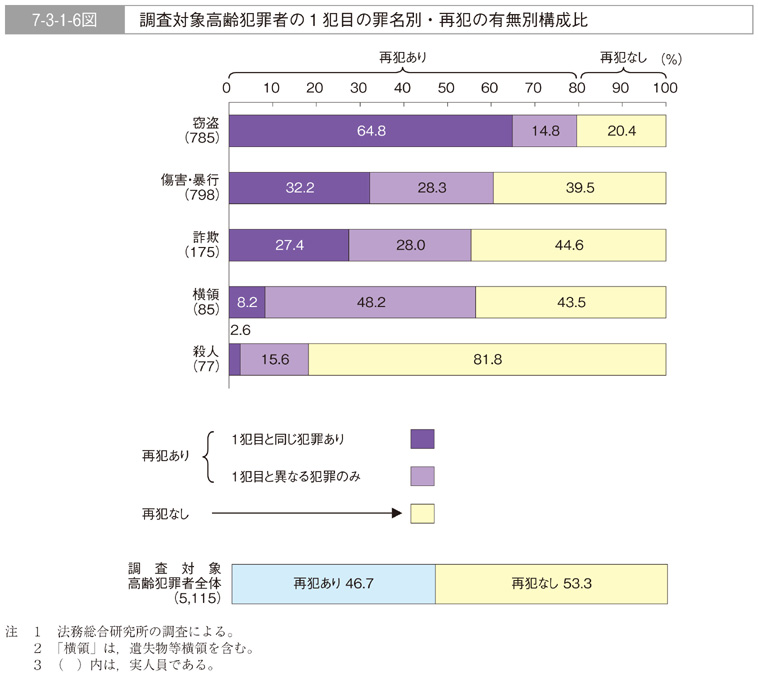 7-3-1-6図 調査対象高齢犯罪者の1犯目の罪名別・再犯の有無別構成比
再犯あり 再犯なし (%)
0 10 20 30 40 50 60 70 80 90 100
窃盗
(785)
64.8 14.8 20.4
傷害・暴行
(798)
32.2 28.3 39.5
詐欺
(175)
27.4 28.0 44.6
横領
(85)
8.2 48.2 43.5
2.6
殺人
(77)
15.6 81.8
再犯あり
1犯目と同じ犯罪あり
1犯目と異なる犯罪のみ
再犯なし
調査対象
高齢犯罪者全体
(5,115)
再犯あり 46.7 再犯なし 53.3
注 1 法務総合研究所の調査による。
2 「横領」は,遺失物等横領を含む。
3 ( )内は,実人員である。